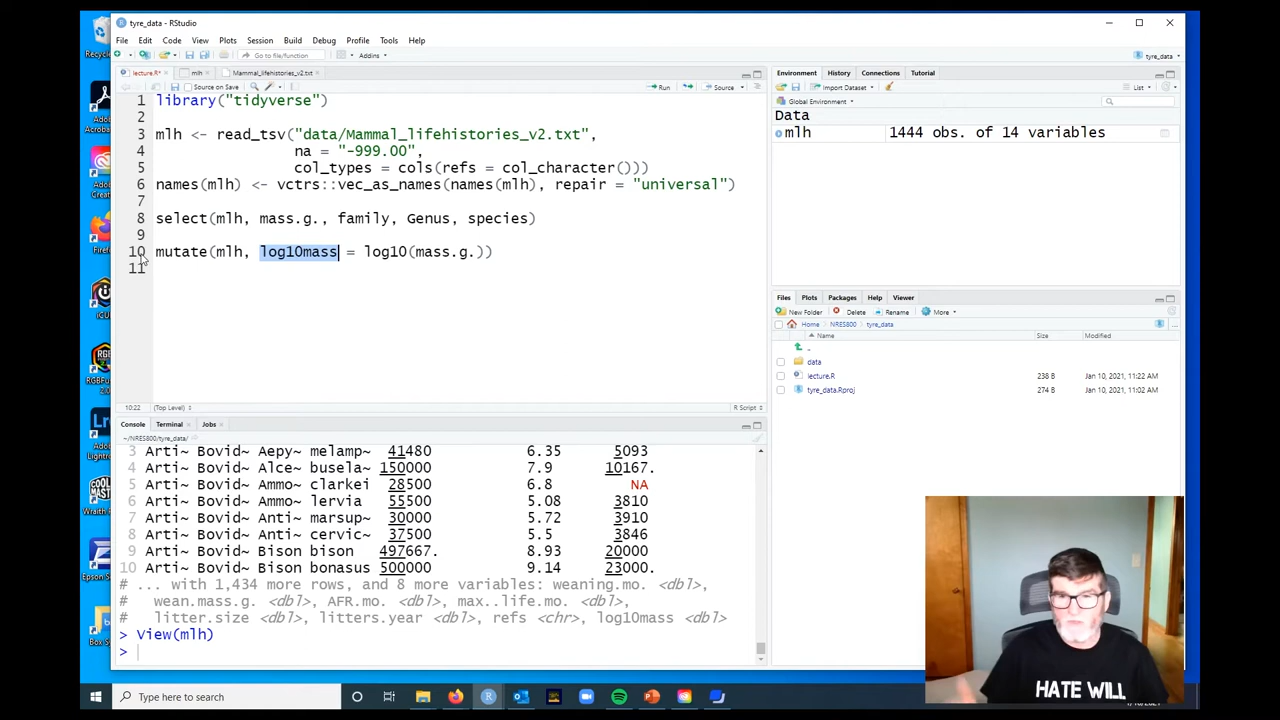 tyre_data - RStudio
File Edit Code View Plots Session Build Debug Profile Tools Help
Go to file/function Addins tyre_data
lecture.R* mlh Mammal_lifehistories_v2.txt
Source on Save Run Source
1 library("tidyverse")
2
3 mlh <- read_tsv("data/Mammal_lifehistories_v2.txt",
4 na = "-999.00",
5 col_types = cols(refs = col_character()))
6 names(mlh) <- vctrs::vec_as_names(names(mlh), repair = "universal")
7
8 select(mlh, mass.g., family, Genus, species)
9
10 mutate(mlh, log10mass = log10(mass.g.))
11
10:22 (Top Level) R Script
Console Terminal Jobs
~/NRES800/tyre_data/
3 Arti~ Bovid~ Aepy~ melamp~ 41480 6.35 5093
4 Arti~ Bovid~ Alce~ busela~ 150000 7.9 10167.
5 Arti~ Bovid~ Ammo~ clarkei 28500 6.8 NA
6 Arti~ Bovid~ Ammo~ lervia 55500 5.08 3810
7 Arti~ Bovid~ Anti~ marsup~ 30000 5.72 3910
8 Arti~ Bovid~ Anti~ cervic~ 37500 5.5 3846
9 Arti~ Bovid~ Bison bison 497667. 8.93 20000
10 Arti~ Bovid~ Bison bonasus 500000 9.14 23000.
# ... with 1,434 more rows, and 8 more variables: weaning.mo. <dbl>,
# wean.mass.g. <dbl>, AFR.mo. <dbl>, max..life.mo. <dbl>,
# litter.size <dbl>, litters.year <dbl>, refs <chr>, log10mass <dbl>
> View(mlh)
>
Environment History Connections Tutorial
Import Dataset List
Global Environment
Data
mlh 1444 obs. of 14 variables
Files Plots Packages Help Viewer
New Folder Delete Rename More
Home NRES800 tyre_data
Name Size Modified
..
data
lecture.R 238 B Jan 10, 2021, 11:22 AM
tyre_data.Rproj 274 B Jan 10, 2021, 11:02 AM
HATE WILL
Type here to search